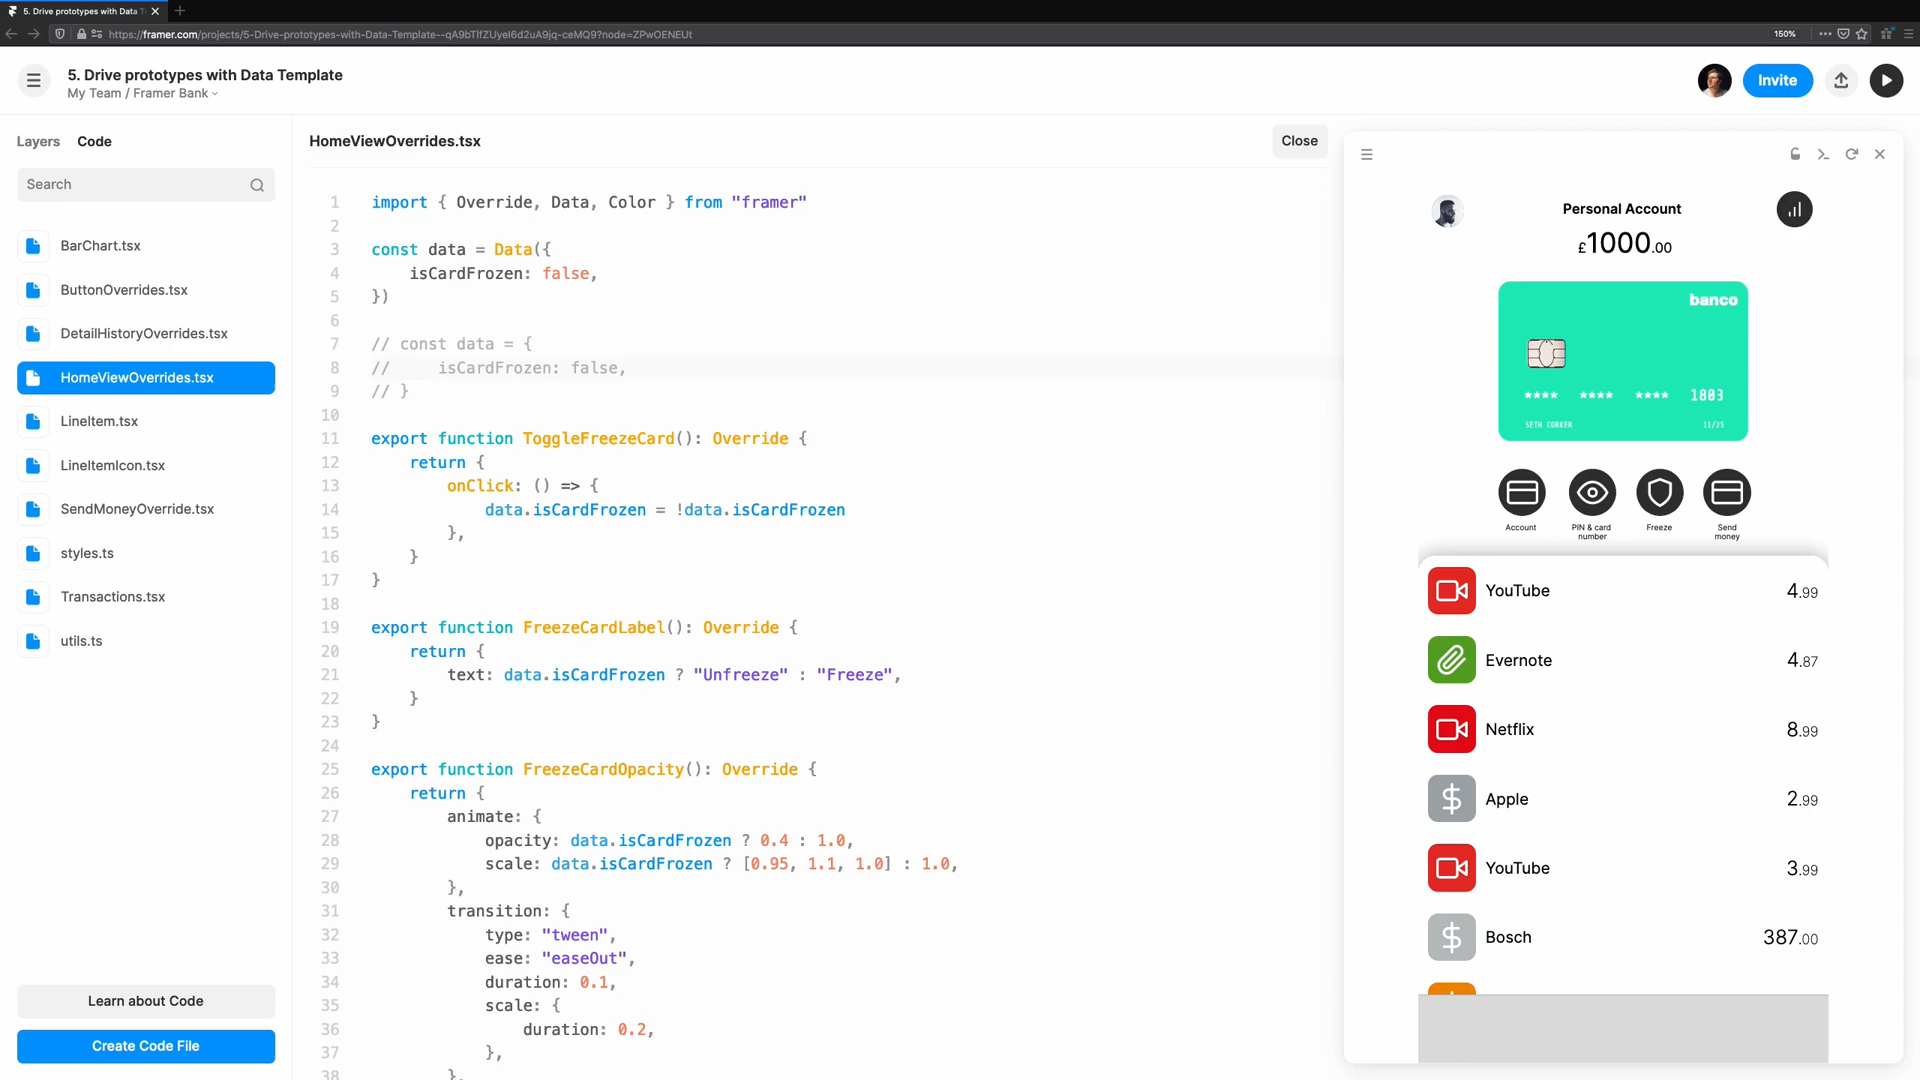 5. Drive prototypes with Data T
https://framer.com/projects/5-Drive-prototypes-with-Data-Template--qA9bTlfZUyeI6d2uA9jq-ceMQ9?node=ZPwOENEUt
150%
5. Drive prototypes with Data Template
My Team / Framer Bank
Invite
Layers Code
Search
BarChart.tsx
ButtonOverrides.tsx
DetailHistoryOverrides.tsx
HomeViewOverrides.tsx
LineItem.tsx
LineItemIcon.tsx
SendMoneyOverride.tsx
styles.ts
Transactions.tsx
utils.ts
Learn about Code
Create Code File
HomeViewOverrides.tsx
Close
1 import { Override, Data, Color } from "framer"
2
3 const data = Data({
4 isCardFrozen: false,
5 })
6
7 // const data = {
8 // isCardFrozen: false,
9 // }
10
11 export function ToggleFreezeCard(): Override {
12 return {
13 onClick: () => {
14 data.isCardFrozen = !data.isCardFrozen
15 },
16 }
17 }
18
19 export function FreezeCardLabel(): Override {
20 return {
21 text: data.isCardFrozen ? "Unfreeze" : "Freeze",
22 }
23 }
24
25 export function FreezeCardOpacity(): Override {
26 return {
27 animate: {
28 opacity: data.isCardFrozen ? 0.4 : 1.0,
29 scale: data.isCardFrozen ? [0.95, 1.1, 1.0] : 1.0,
30 },
31 transition: {
32 type: "tween",
33 ease: "easeOut",
34 duration: 0.1,
35 scale: {
36 duration: 0.2,
37 },
38 },
Personal Account
£1000.00
banco
**** **** **** 1803
SETH CORKER 11/25
Account
PIN & card number
Freeze
Send money
YouTube 4.99
Evernote 4.87
Netflix 8.99
Apple 2.99
YouTube 3.99
Bosch 387.00